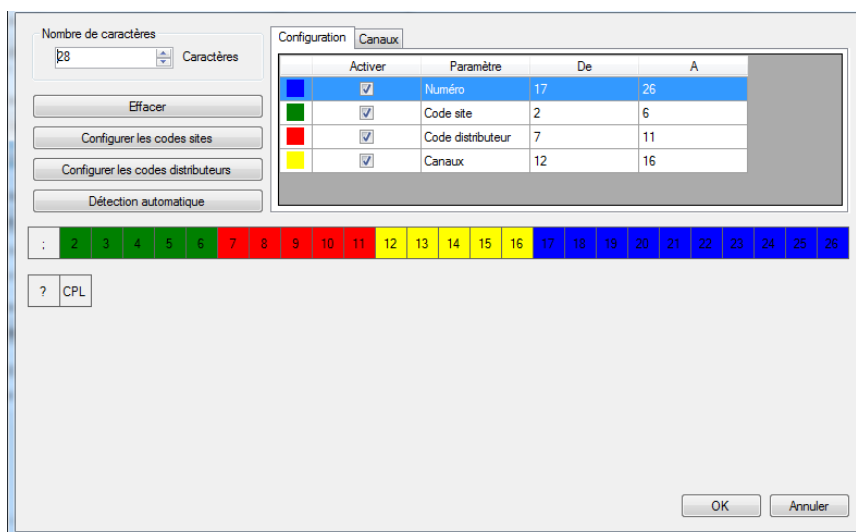 Nombre de caractères
28 Caractères
Effacer
Configurer les codes sites
Configurer les codes distributeurs
Détection automatique
Configuration Canaux
Activer Paramètre De A
Numéro 17 26
Code site 2 6
Code distributeur 7 11
Canaux 12 16
; 2 3 4 5 6 7 8 9 10 11 12 13 14 15 16 17 18 19 20 21 22 23 24 25 26
? CPL
OK Annuler